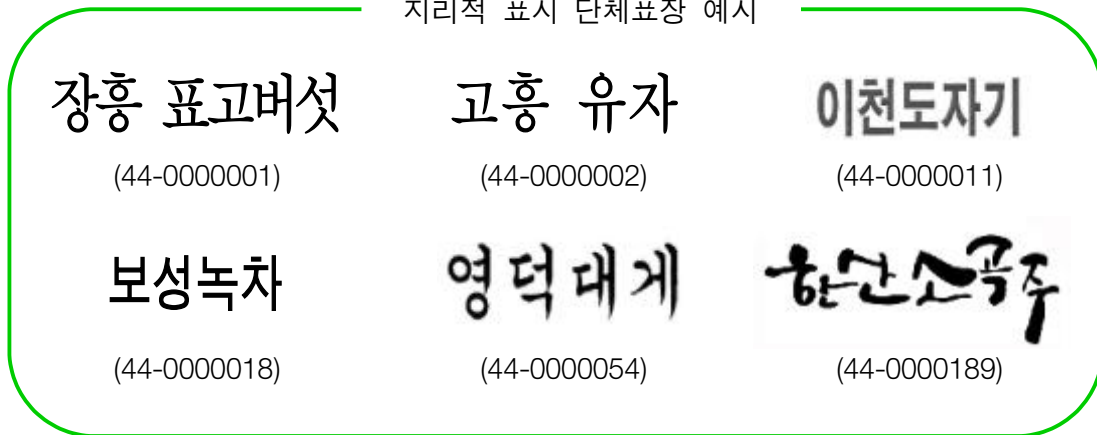 지리적 표시 단체표장 예시
장흥 표고버섯 고흥 유자 이천도자기
(44-0000001) (44-0000002) (44-0000011)
보성녹차 영덕대게 한산소곡주
(44-0000018) (44-0000054) (44-0000189)